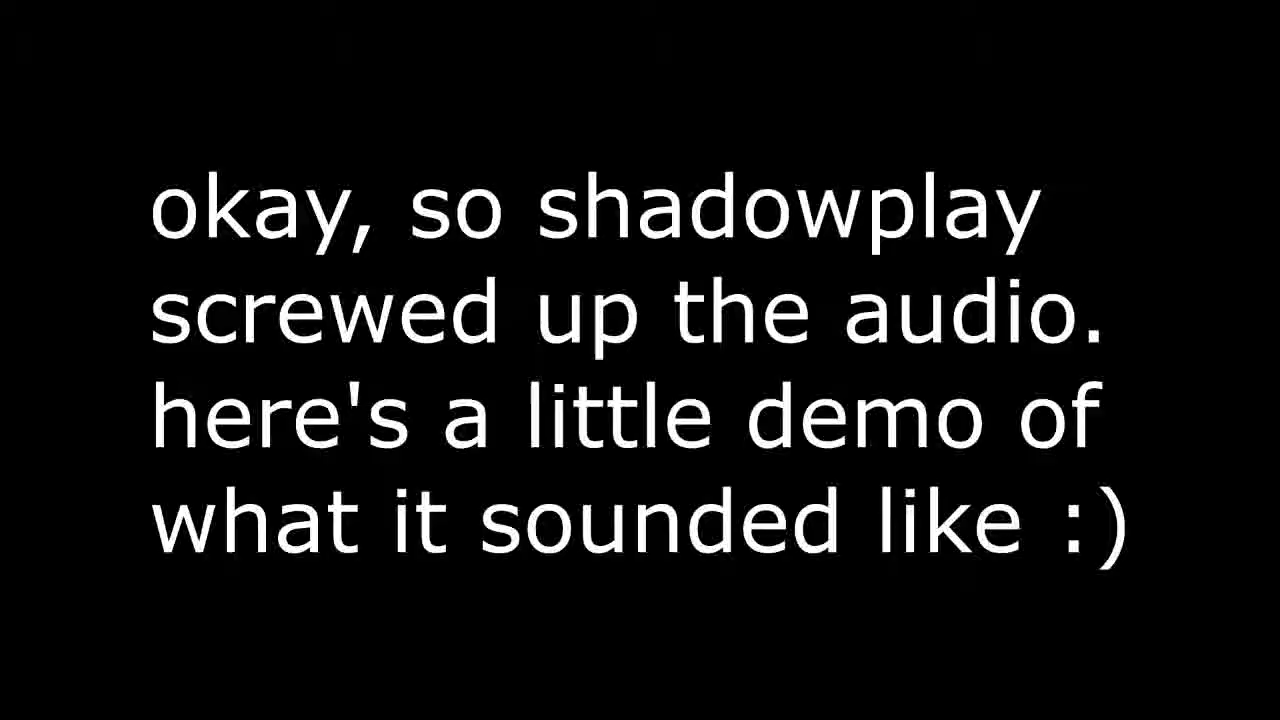 okay, so shadowplay
screwed up the audio.
here's a little demo of
what it sounded like :)